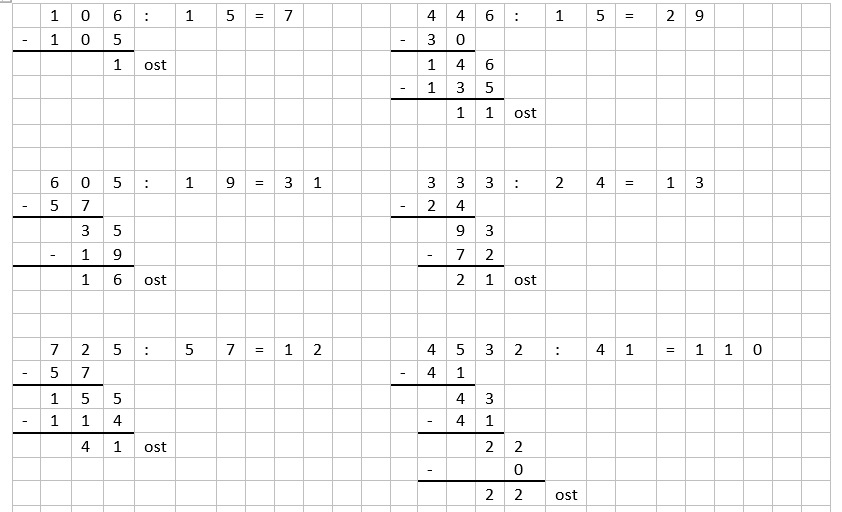 1 0 6 : 1 5 = 7
- 1 0 5
1 ost
4 4 6 : 1 5 = 2 9
- 3 0
1 4 6
- 1 3 5
1 1 ost
6 0 5 : 1 9 = 3 1
- 5 7
3 5
- 1 9
1 6 ost
3 3 3 : 2 4 = 1 3
- 2 4
9 3
- 7 2
2 1 ost
7 2 5 : 5 7 = 1 2
- 5 7
1 5 5
- 1 1 4
4 1 ost
4 5 3 2 : 4 1 = 1 1 0
- 4 1
4 3
- 4 1
2 2
- 0
2 2 ost